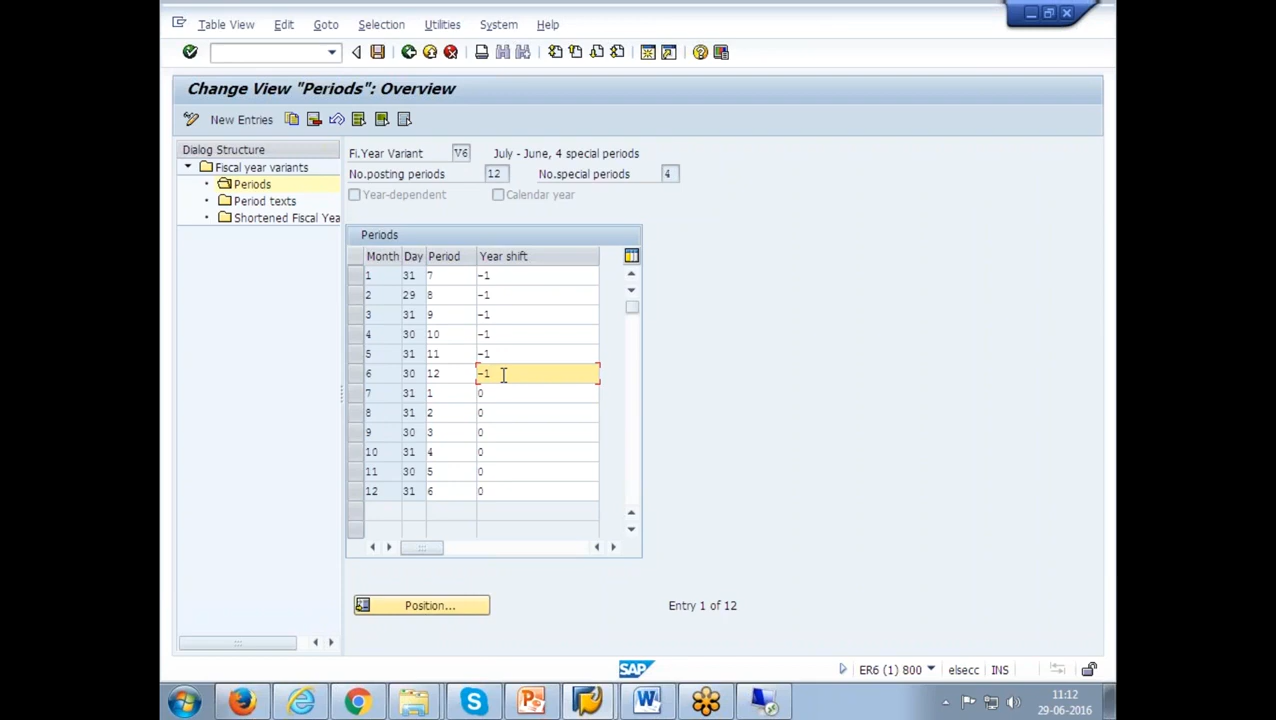 Table View Edit Goto Selection Utilities System Help
Change View "Periods": Overview
New Entries
Dialog Structure
Fiscal year variants
Periods
Period texts
Shortened Fiscal Yea
Fi.Year Variant V6 July - June, 4 special periods
No.posting periods 12 No.special periods 4
Year-dependent Calendar year
Periods
Month Day Period Year shift
1 31 7 -1
2 29 8 -1
3 31 9 -1
4 30 10 -1
5 31 11 -1
6 30 12 -1
7 31 1 0
8 31 2 0
9 30 3 0
10 31 4 0
11 30 5 0
12 31 6 0
Position... Entry 1 of 12
SAP ER6 (1) 800 elsecc INS
11:12
29-06-2016